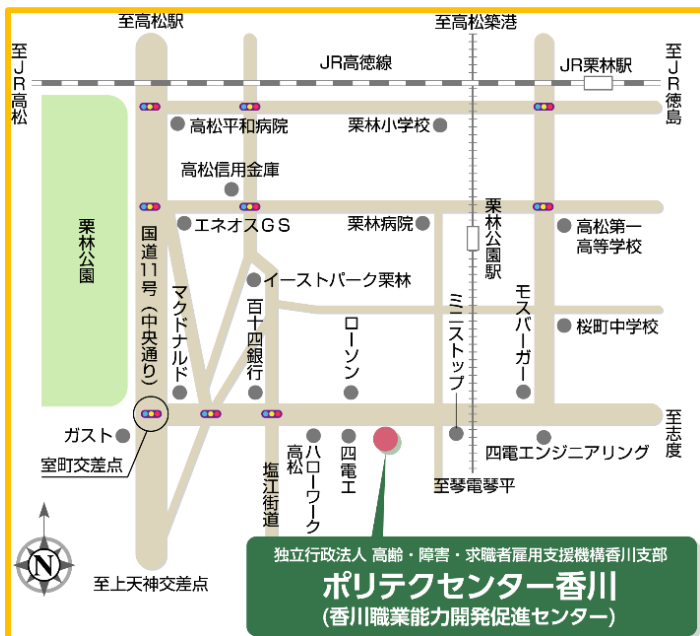 至高松駅
至高松築港
至JR高松
JR高徳線
JR栗林駅
至JR徳島
高松平和病院
栗林小学校
高松信用金庫
栗林公園
国道11号(中央通り)
エネオスGS
栗林病院
栗林公園駅
高松第一
高等学校
イーストパーク栗林
マクドナルド
百十四銀行
ローソン
ミニストップ
モスバーガー
桜町中学校
ガスト
室町交差点
塩江街道
ハローワーク
高松
四電工
至琴電琴平
四電エンジニアリング
至志度
N
至上天神交差点
独立行政法人 高齢・障害・求職者雇用支援機構香川支部
ポリテクセンター香川
(香川職業能力開発促進センター)